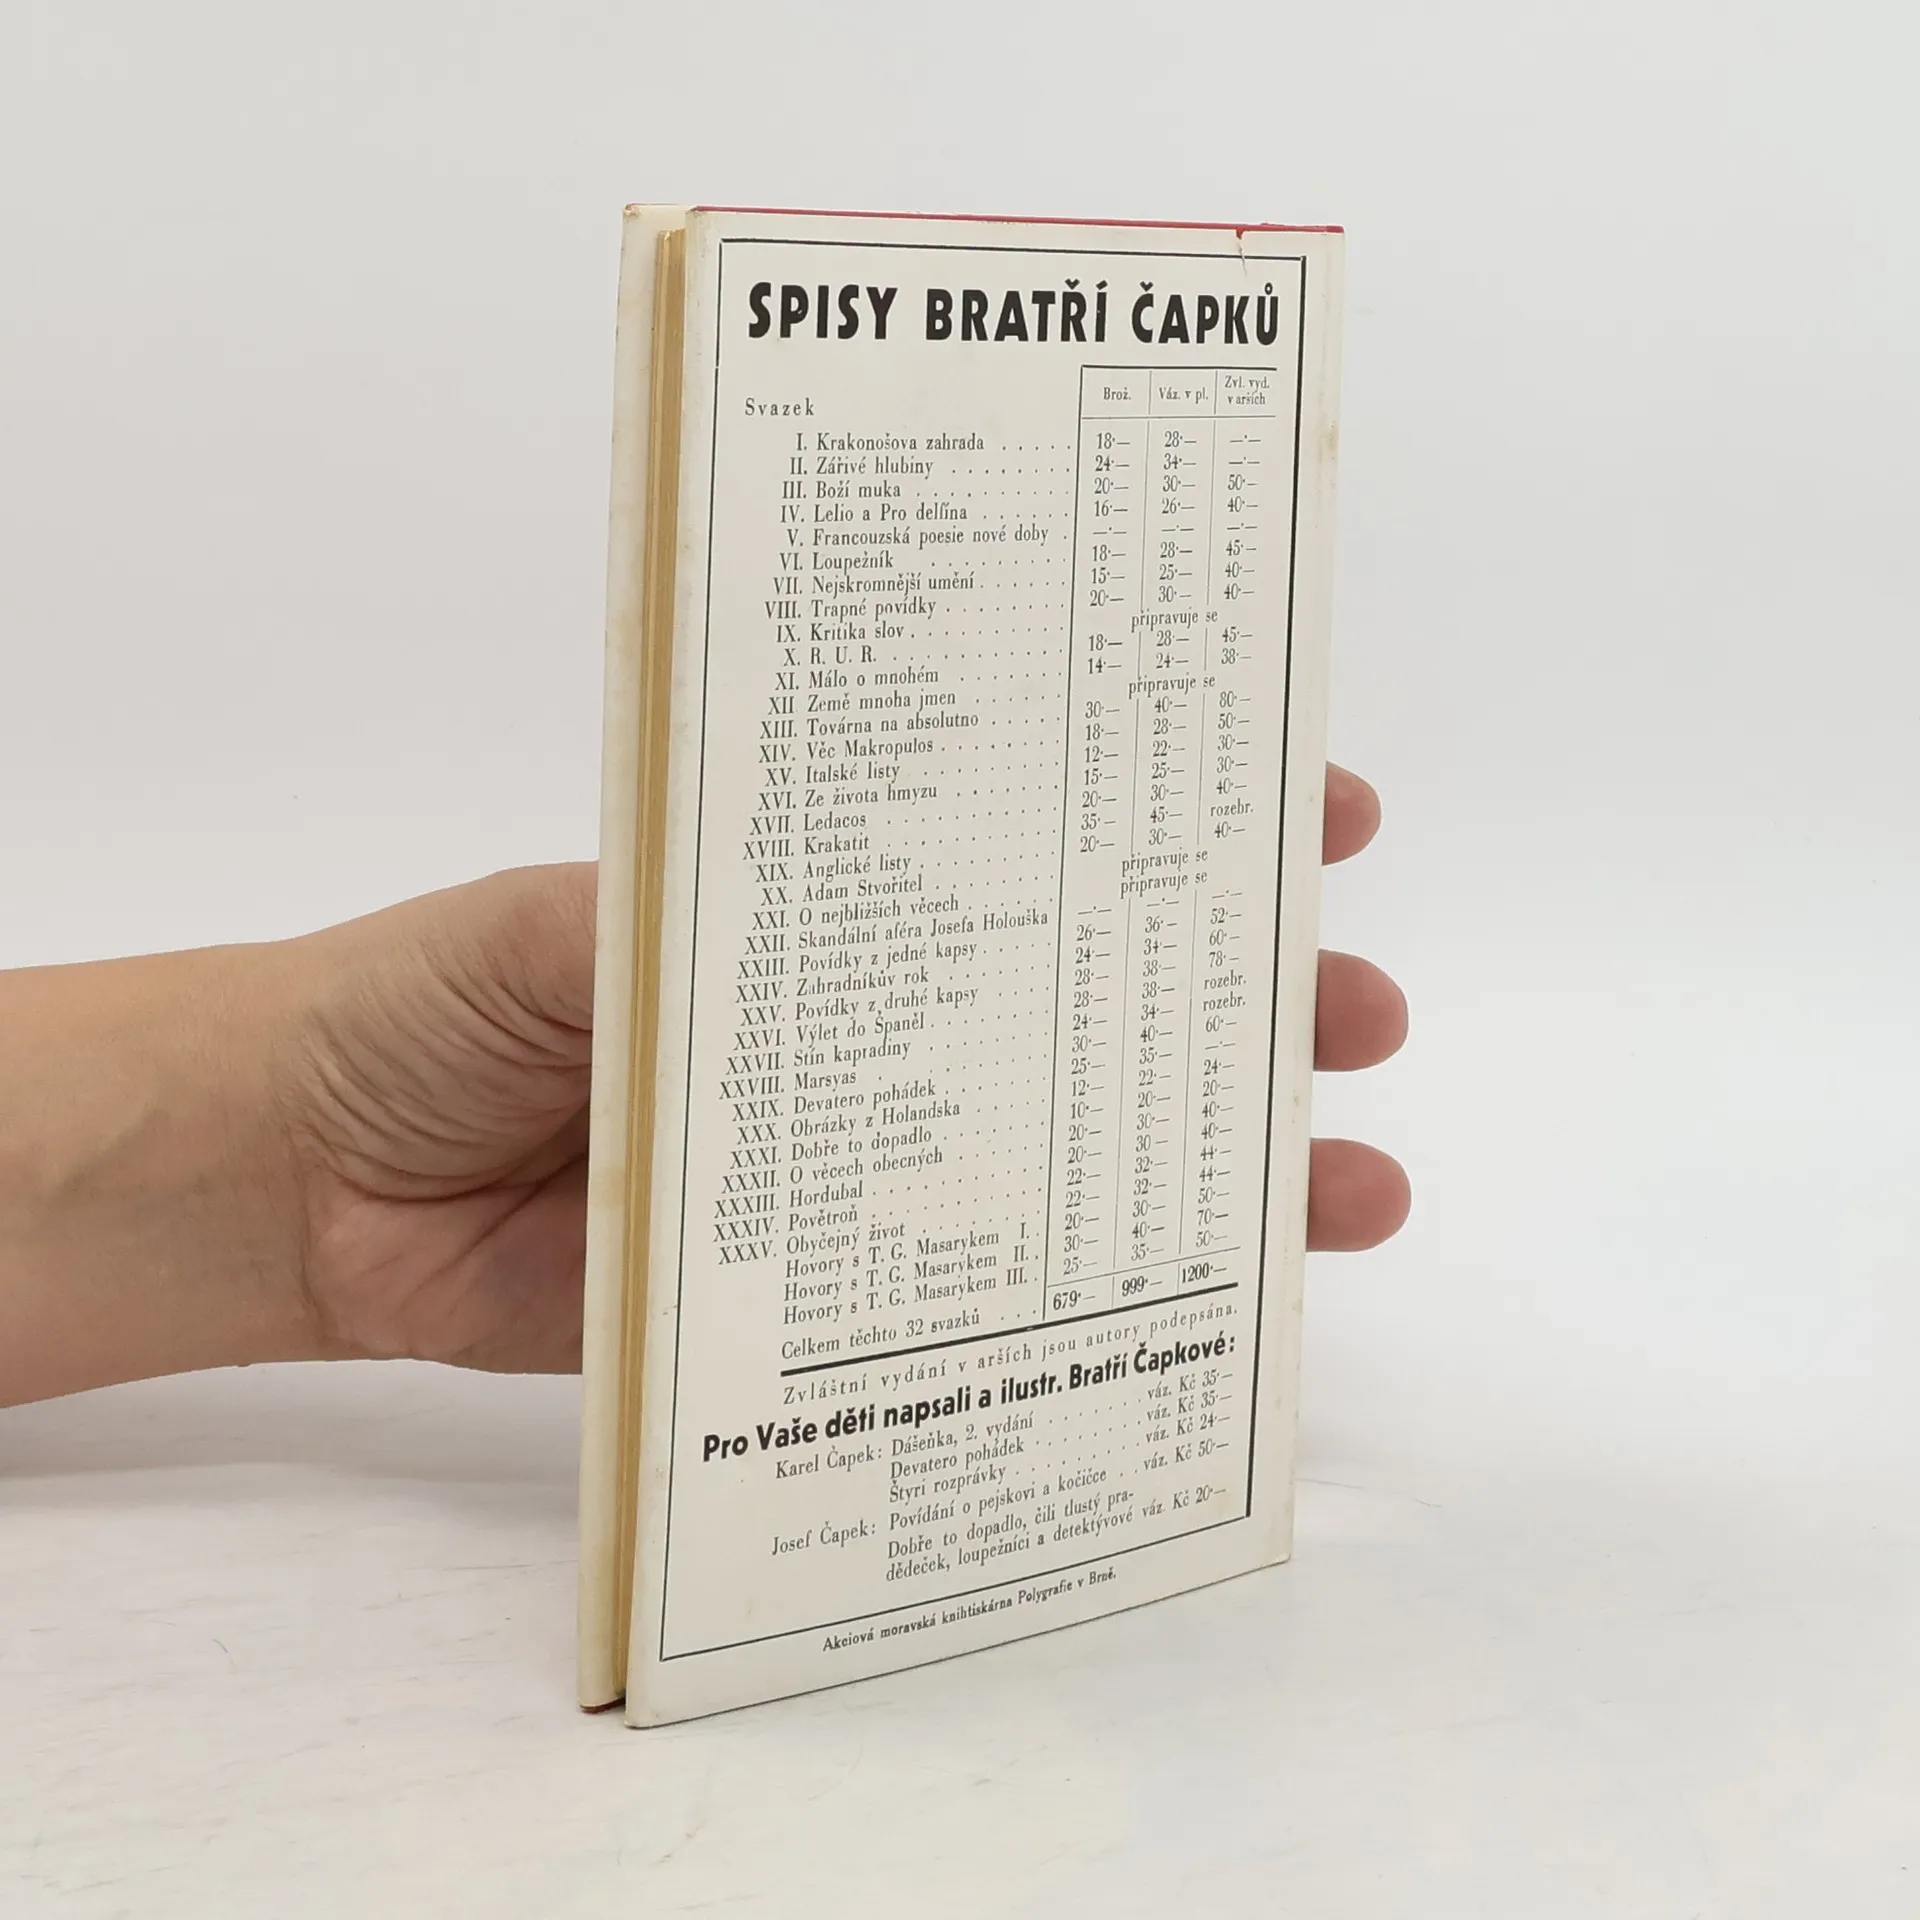 SPISY BRATŘÍ ČAPKŮ
Svazek Brož. Váz. v pl. Zvl. vyd. v arších
I. Krakonošova zahrada . . . . . 18·— 28·— —·—
II. Zářivé hlubiny . . . . . . . . 24·— 34·— —·—
III. Boží muka . . . . . . . . . . 20·— 30·— 50·—
IV. Lelio a Pro delfína . . . . . . 16·— 26·— 40·—
V. Francouzská poesie nové doby . —·— —·— —·—
VI. Loupežník . . . . . . . . . 18·— 28·— 45·—
VII. Nejskromnější umění . . . . . . 15·— 25·— 40·—
VIII. Trapné povídky . . . . . . . . 20·— 30·— 40·—
IX. Kritika slov . . . . . . . . . . připravuje se
X. R. U. R. . . . . . . . . . . . 18·— 28·— 45·—
XI. Málo o mnohém . . . . . . . 14·— 24·— 38·—
XII Země mnoha jmen . . . . . . připravuje se
XIII. Továrna na absolutno . . . . . 30·— 40·— 80·—
XIV. Věc Makropulos . . . . . . . . 18·— 28·— 50·—
XV. Italské listy . . . . . . . . . 12·— 22·— 30·—
XVI. Ze života hmyzu . . . . . . . 15·— 25·— 30·—
XVII. Ledacos . . . . . . . . . . 20·— 30·— 40·—
XVIII. Krakatit . . . . . . . . . . 35·— 45·— rozebr.
XIX. Anglické listy . . . . . . . . 20·— 30·— 40·—
XX. Adam Stvořitel . . . . . . . . připravuje se
XXI. O nejbližších věcech . . . . . . připravuje se
XXII. Skandální aféra Josefa Holouška —·— —·— —·—
XXIII. Povídky z jedné kapsy . . . . . 26·— 36·— 52·—
XXIV. Zahradníkův rok . . . . . . . 24·— 34·— 60·—
XXV. Povídky z druhé kapsy . . . . 28·— 38·— 78·—
XXVI. Výlet do Španěl . . . . . . . . 28·— 38·— rozebr.
XXVII. Stín kapradiny . . . . . . . . 24·— 34·— rozebr.
XXVIII. Marsyas . . . . . . . . . 30·— 40·— 60·—
XXIX. Devatero pohádek . . . . . . . 25·— 35·— —·—
XXX. Obrázky z Holandska . . . . . 12·— 22·— 24·—
XXXI. Dobře to dopadlo . . . . . . . 10·— 20·— 20·—
XXXII. O věcech obecných . . . . . . 20·— 30·— 40·—
XXXIII. Hordubal . . . . . . . . . . 20·— 30 — 40·—
XXXIV. Povětroň . . . . . . . . . . 22·— 32·— 44·—
XXXV. Obyčejný život . . . . . . . . 22·— 32·— 44·—
Hovory s T. G. Masarykem I. . 20·— 30·— 50·—
Hovory s T. G. Masarykem II. . 30·— 40·— 70·—
Hovory s T. G. Masarykem III. . 25·— 35·— 50·—
Celkem těchto 32 svazků . . . 679·— 999·— 1200·—
Zvláštní vydání v arších jsou autory podepsána.
Pro Vaše děti napsali a ilustr. Bratří Čapkové:
Karel Čapek: Dášeňka, 2. vydání . . . . . . . váz. Kč 35·—
Devatero pohádek . . . . . . . váz. Kč 35·—
Štyri rozprávky . . . . . . . . váz. Kč 24·—
Josef Čapek: Povídání o pejskovi a kočičce . . váz. Kč 50·—
Dobře to dopadlo, čili tlustý pra-
dědeček, loupežníci a detektývové váz. Kč 20·—
Akciová moravská knihtiskárna Polygrafie v Brně.